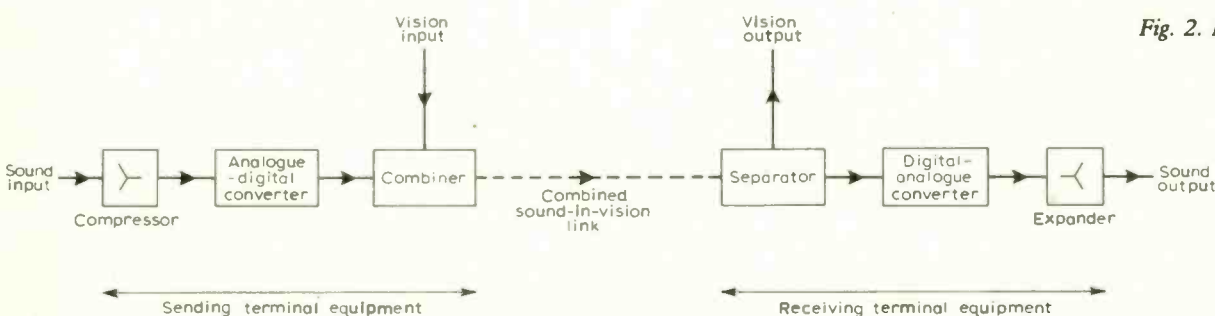 Vision
input
Vision
output
Fig. 2.
Sound
input
Compressor
Analogue
-digital
converter
Combiner
Combined
sound-in-vision
link
Separator
Digital-
analogue
converter
Expander
Sound
output
Sending terminal equipment
Receiving terminal equipment